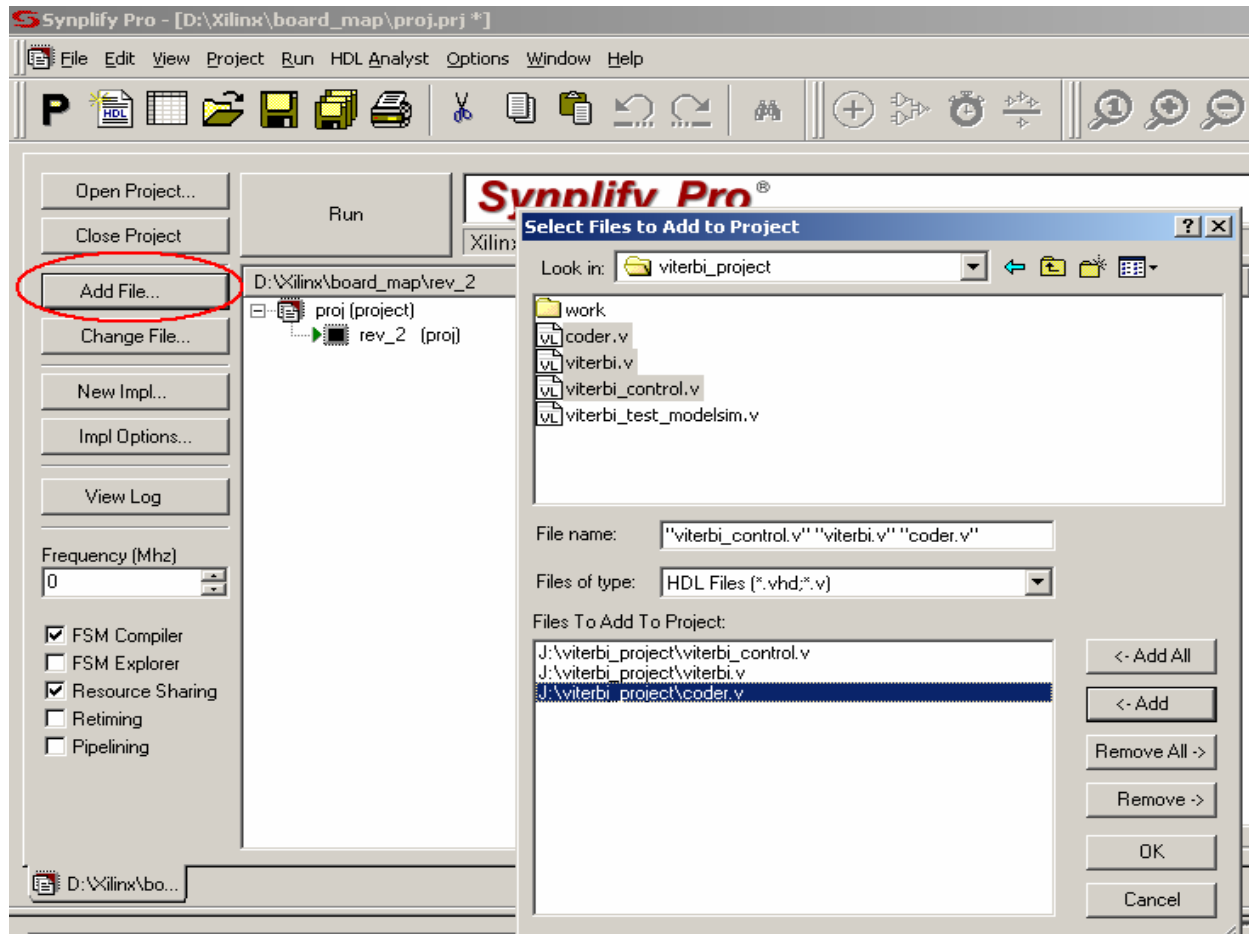 Synplify Pro - [D:\Xilinx\board_map\proj.prj *]
File Edit View Project Run HDL Analyst Options Window Help
P HDL 1
Open Project...
Close Project
Add File...
Change File...
New Impl...
Impl Options...
View Log
Frequency (Mhz)
0
FSM Compiler
FSM Explorer
Resource Sharing
Retiming
Pipelining
Run
Synplify Pro®
Xilin
D:\Xilinx\board_map\rev_2
proj (project)
rev_2 (proj)
D:\Xilinx\bo...
Select Files to Add to Project
Look in: viterbi_project
work
coder.v
viterbi.v
viterbi_control.v
viterbi_test_modelsim.v
File name: "viterbi_control.v" "viterbi.v" "coder.v"
Files of type: HDL Files (*.vhd;*.v)
Files To Add To Project:
J:\viterbi_project\viterbi_control.v
J:\viterbi_project\viterbi.v
J:\viterbi_project\coder.v
<- Add All
<- Add
Remove All ->
Remove ->
OK
Cancel